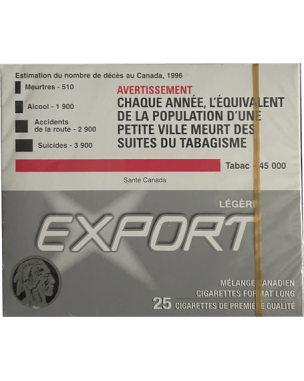 Estimation du nombre de décès au Canada, 1996
Meurtres - 510
Alcool - 1 900
Accidents
de la route - 2 900
Suicides - 3 900
AVERTISSEMENT
CHAQUE ANNÉE, L'ÉQUIVALENT
DE LA POPULATION D'UNE
PETITE VILLE MEURT DES
SUITES DU TABAGISME
Tabac - 45 000
Santé Canada
LÉGÈRE
EXPORT
MÉLANGE CANADIEN
CIGARETTES FORMAT LONG
25 CIGARETTES DE PREMIÈRE QUALITÉ